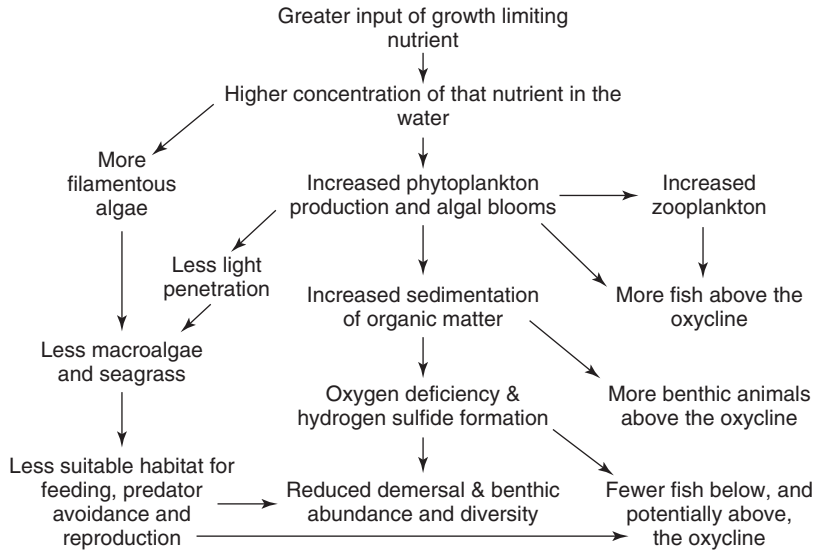 Greater input of growth limiting
nutrient
Higher concentration of that nutrient in the
water
More
filamentous
algae
Increased phytoplankton
production and algal blooms
Increased
zooplankton
Less light
penetration
Increased sedimentation
of organic matter
More fish above the
oxycline
Less macroalgae
and seagrass
Oxygen deficiency &
hydrogen sulfide formation
More benthic animals
above the oxycline
Less suitable habitat for
feeding, predator
avoidance and
reproduction
Reduced demersal & benthic
abundance and diversity
Fewer fish below, and
potentially above,
the oxycline